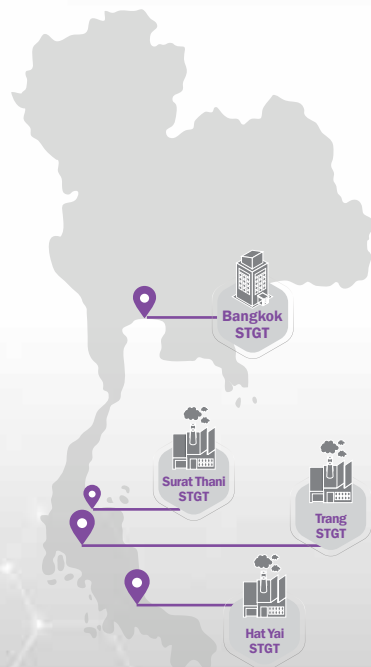 Bangkok
STGT
Surat Thani
STGT
Trang
STGT
Hat Yai
STGT